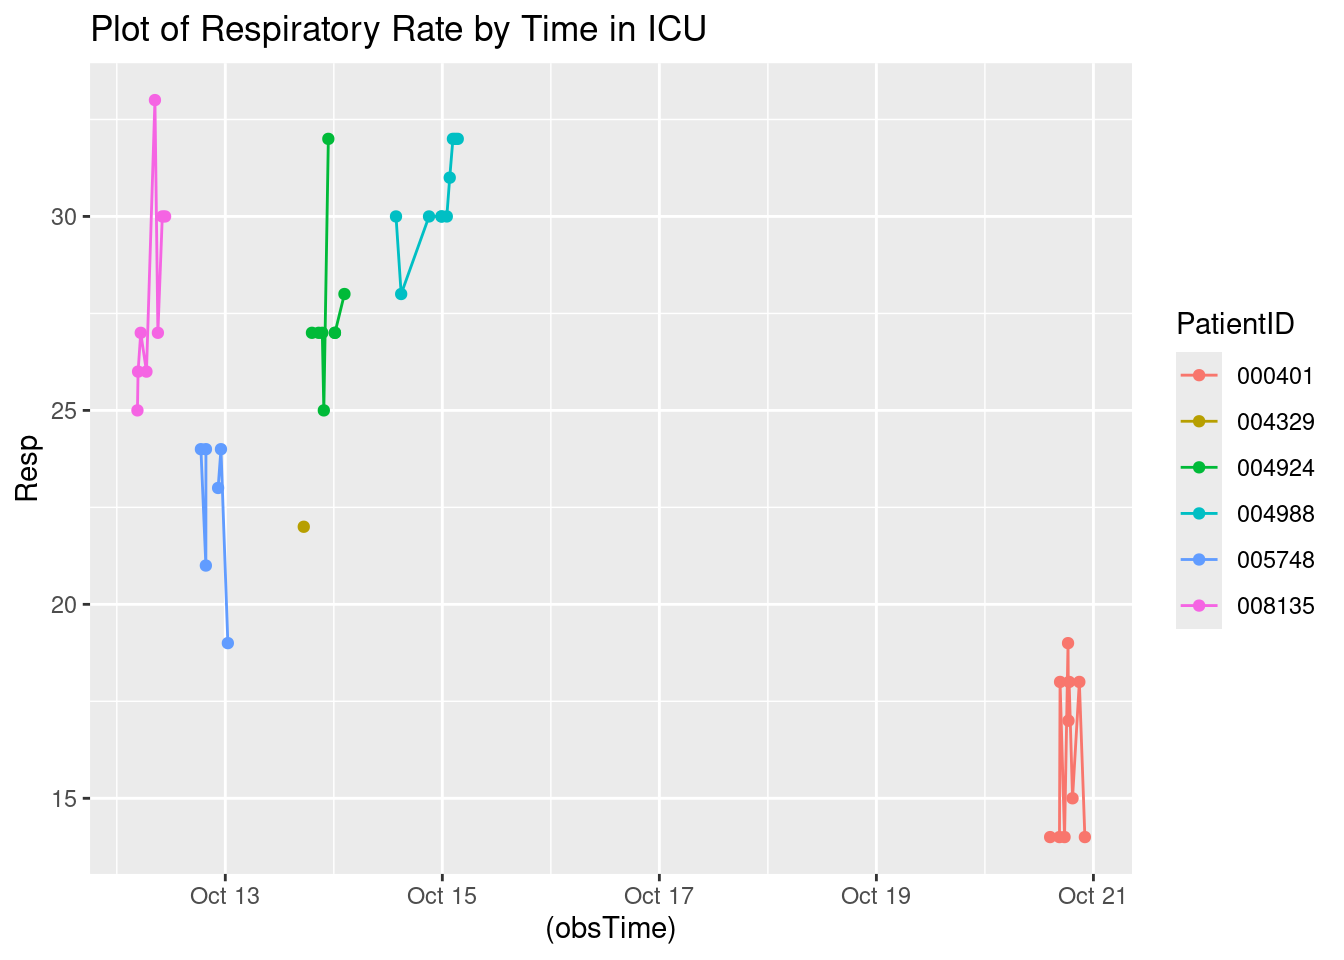 Plot of Respiratory Rate by Time in ICU
30
25
20
15
Resp
Oct 13
Oct 15
Oct 17
Oct 19
Oct 21
(obsTime)
PatientID
000401
004329
004924
004988
005748
008135